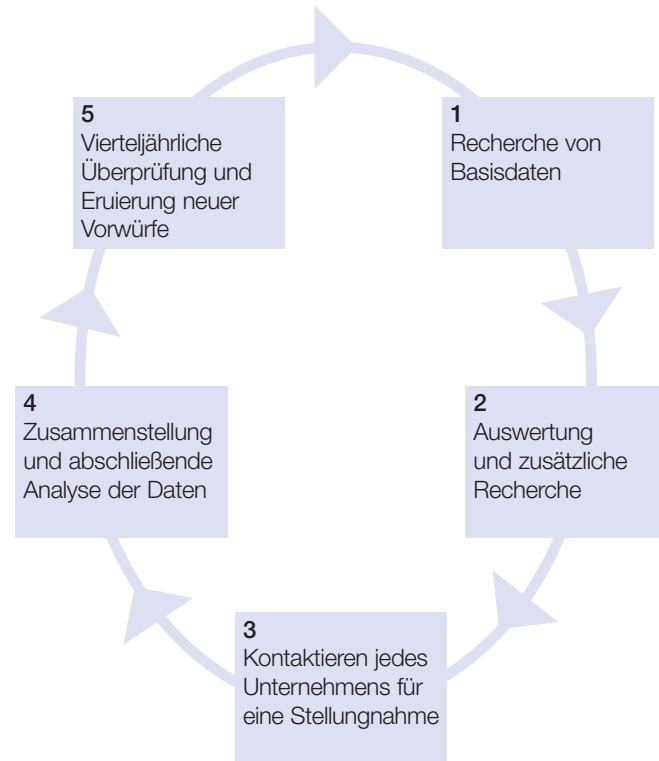 1
Recherche von
Basisdaten
2
Auswertung
und zusätzliche
Recherche
3
Kontaktieren jedes
Unternehmens für
eine Stellungnahme
4
Zusammenstellung
und abschließende
Analyse der Daten
5
Vierteljährliche
Überprüfung und
Eruierung neuer
Vorwürfe